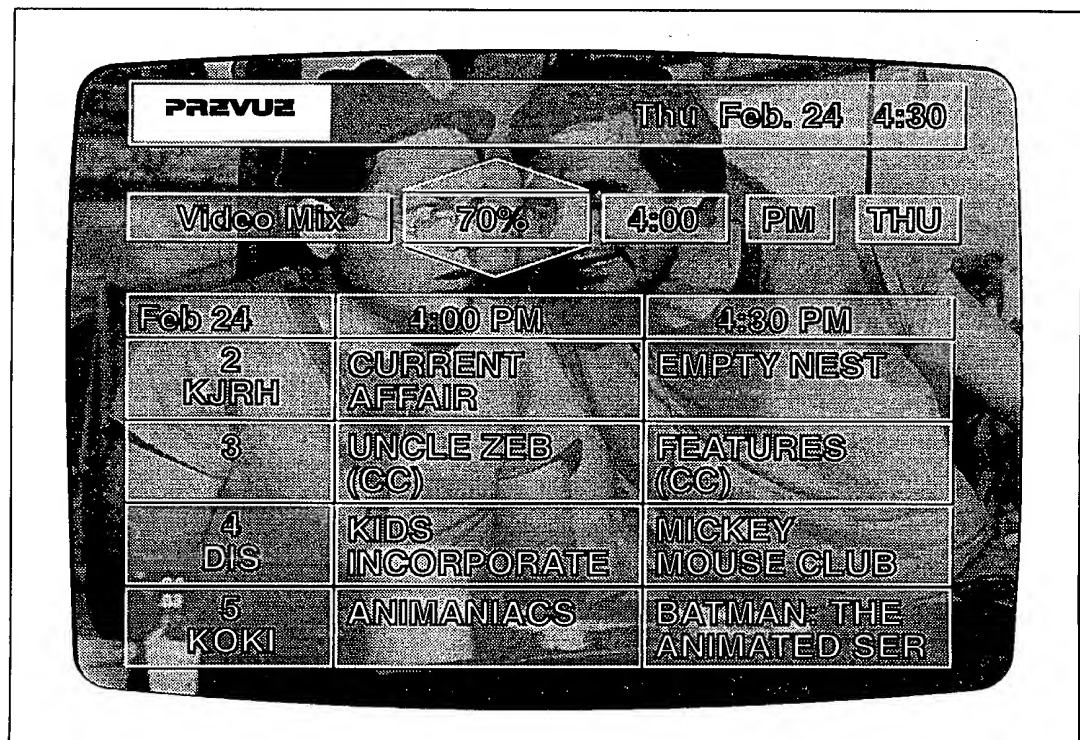 PREVUE Thu Feb. 24 4:30
Video Mix 70% 4:00 PM THU
Feb 24 4:00 PM 4:30 PM
2 CURRENT EMPTY NEST
KJRH AFFAIR
3 UNCLE ZEB FEATURES
(CC) (CC)
4 KIDS MICKEY
DIS INCORPORATE MOUSE CLUB
5 ANIMANIACS BATMAN: THE
KOKI ANIMATED SER